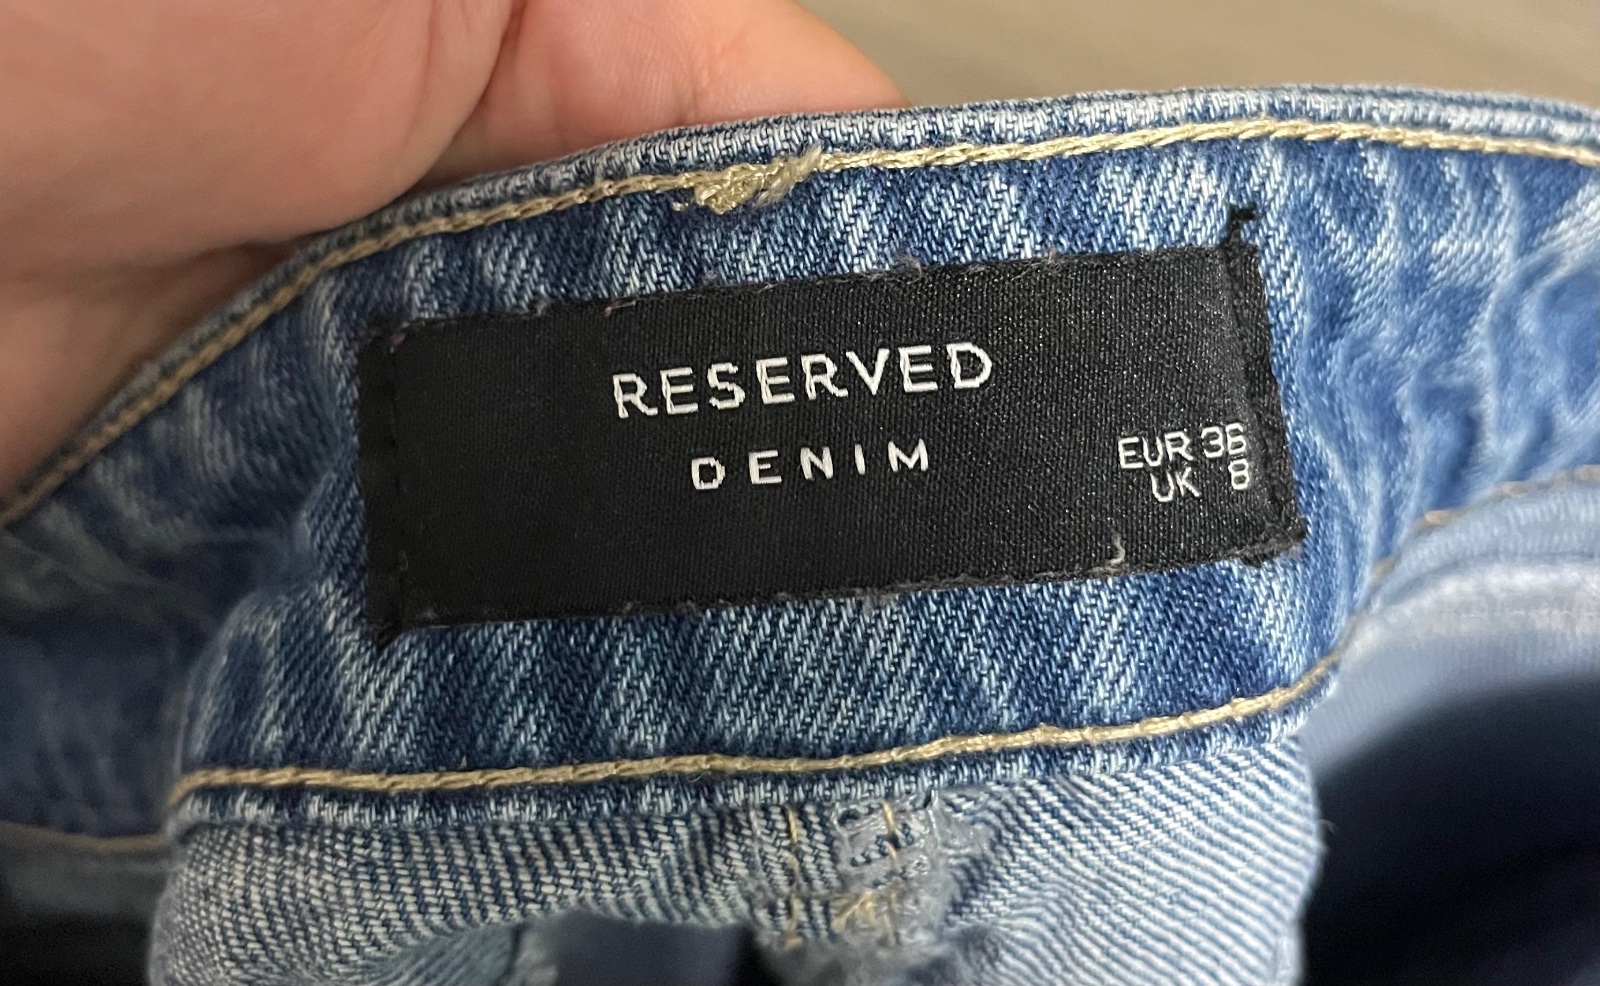 RESERVED
DENIM
EUR 36
UK 8